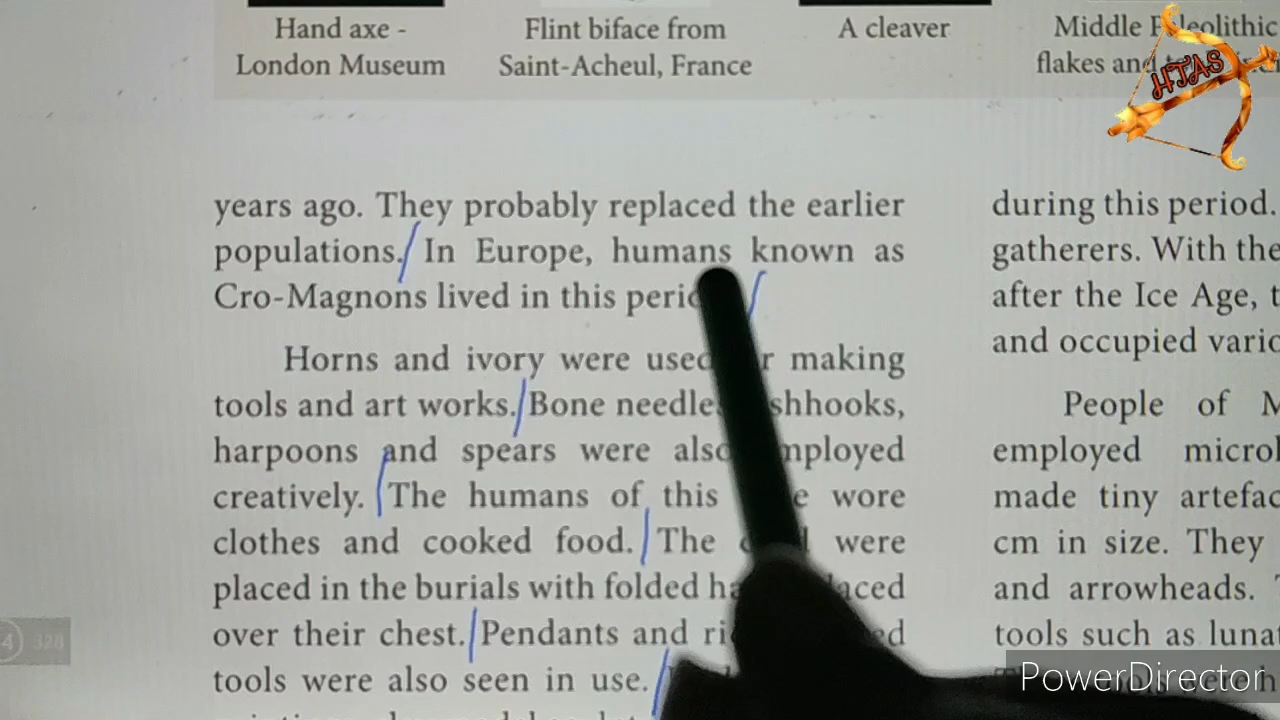 Hand axe -
London Museum
Flint biface from
Saint-Acheul, France
A cleaver
Middle
flakes and
HTAS
years ago. They probably replaced the earlier
populations. In Europe, humans known as
Cro-Magnons lived in this
Horns and ivory were used making
tools and art works. Bone
harpoons and spears were also
creatively. The humans of this wore
clothes and cooked food. The were
placed in the burials with folded
over their chest. Pendants and
tools were also seen in use.
during this period.
gatherers. With the
after the Ice Age,
and occupied
People of
employed
made tiny
cm in size. They
and arrowheads.
tools such as
328
PowerDirector